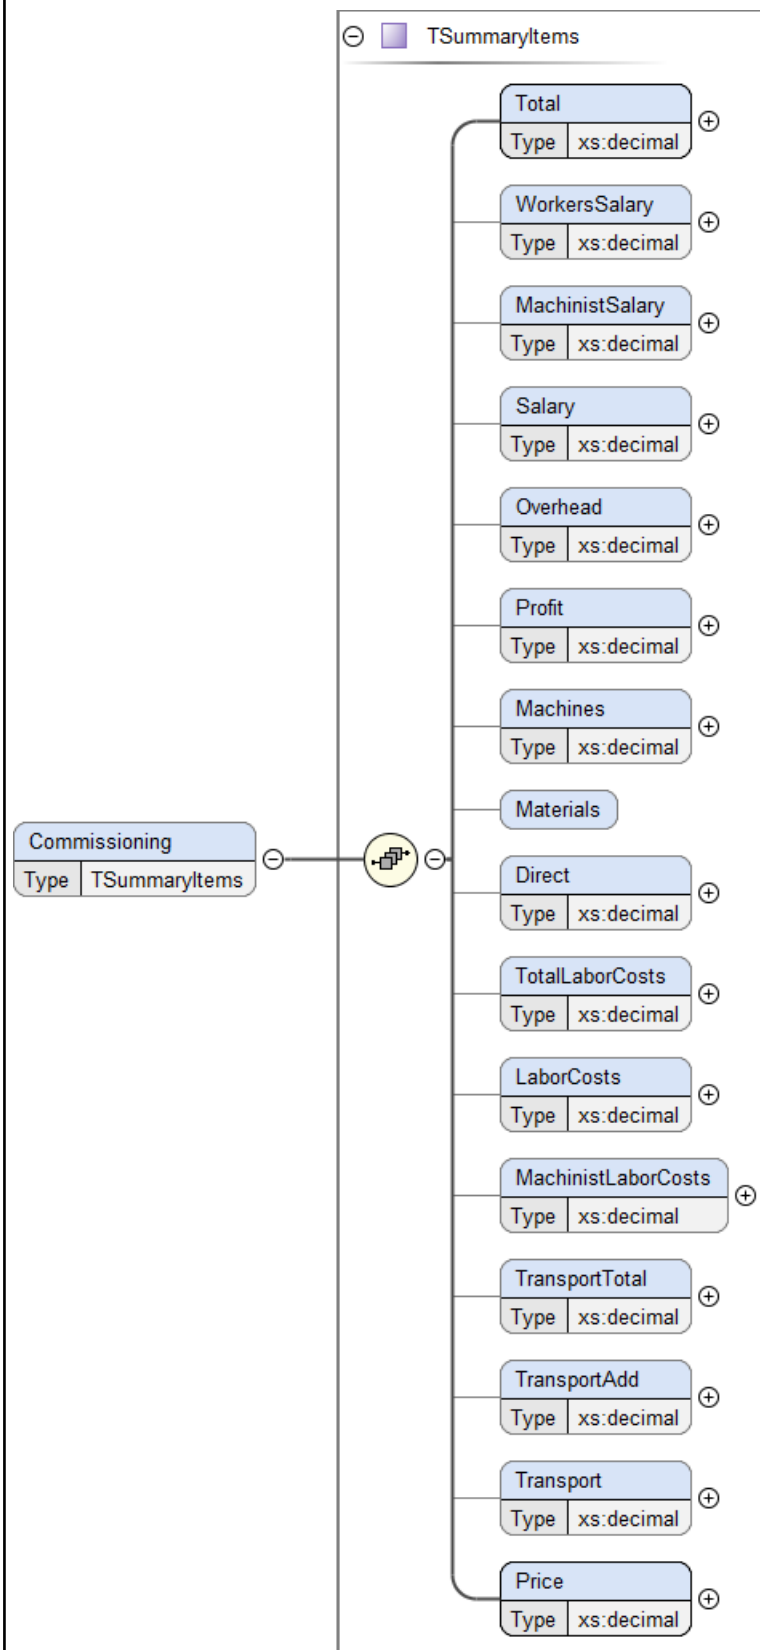 TSummaryItems
Total
Type xs:decimal
WorkersSalary
Type xs:decimal
MachinistSalary
Type xs:decimal
Salary
Type xs:decimal
Overhead
Type xs:decimal
Profit
Type xs:decimal
Machines
Type xs:decimal
Materials
Commissioning
Type TSummaryItems
Direct
Type xs:decimal
TotalLaborCosts
Type xs:decimal
LaborCosts
Type xs:decimal
MachinistLaborCosts
Type xs:decimal
TransportTotal
Type xs:decimal
TransportAdd
Type xs:decimal
Transport
Type xs:decimal
Price
Type xs:decimal